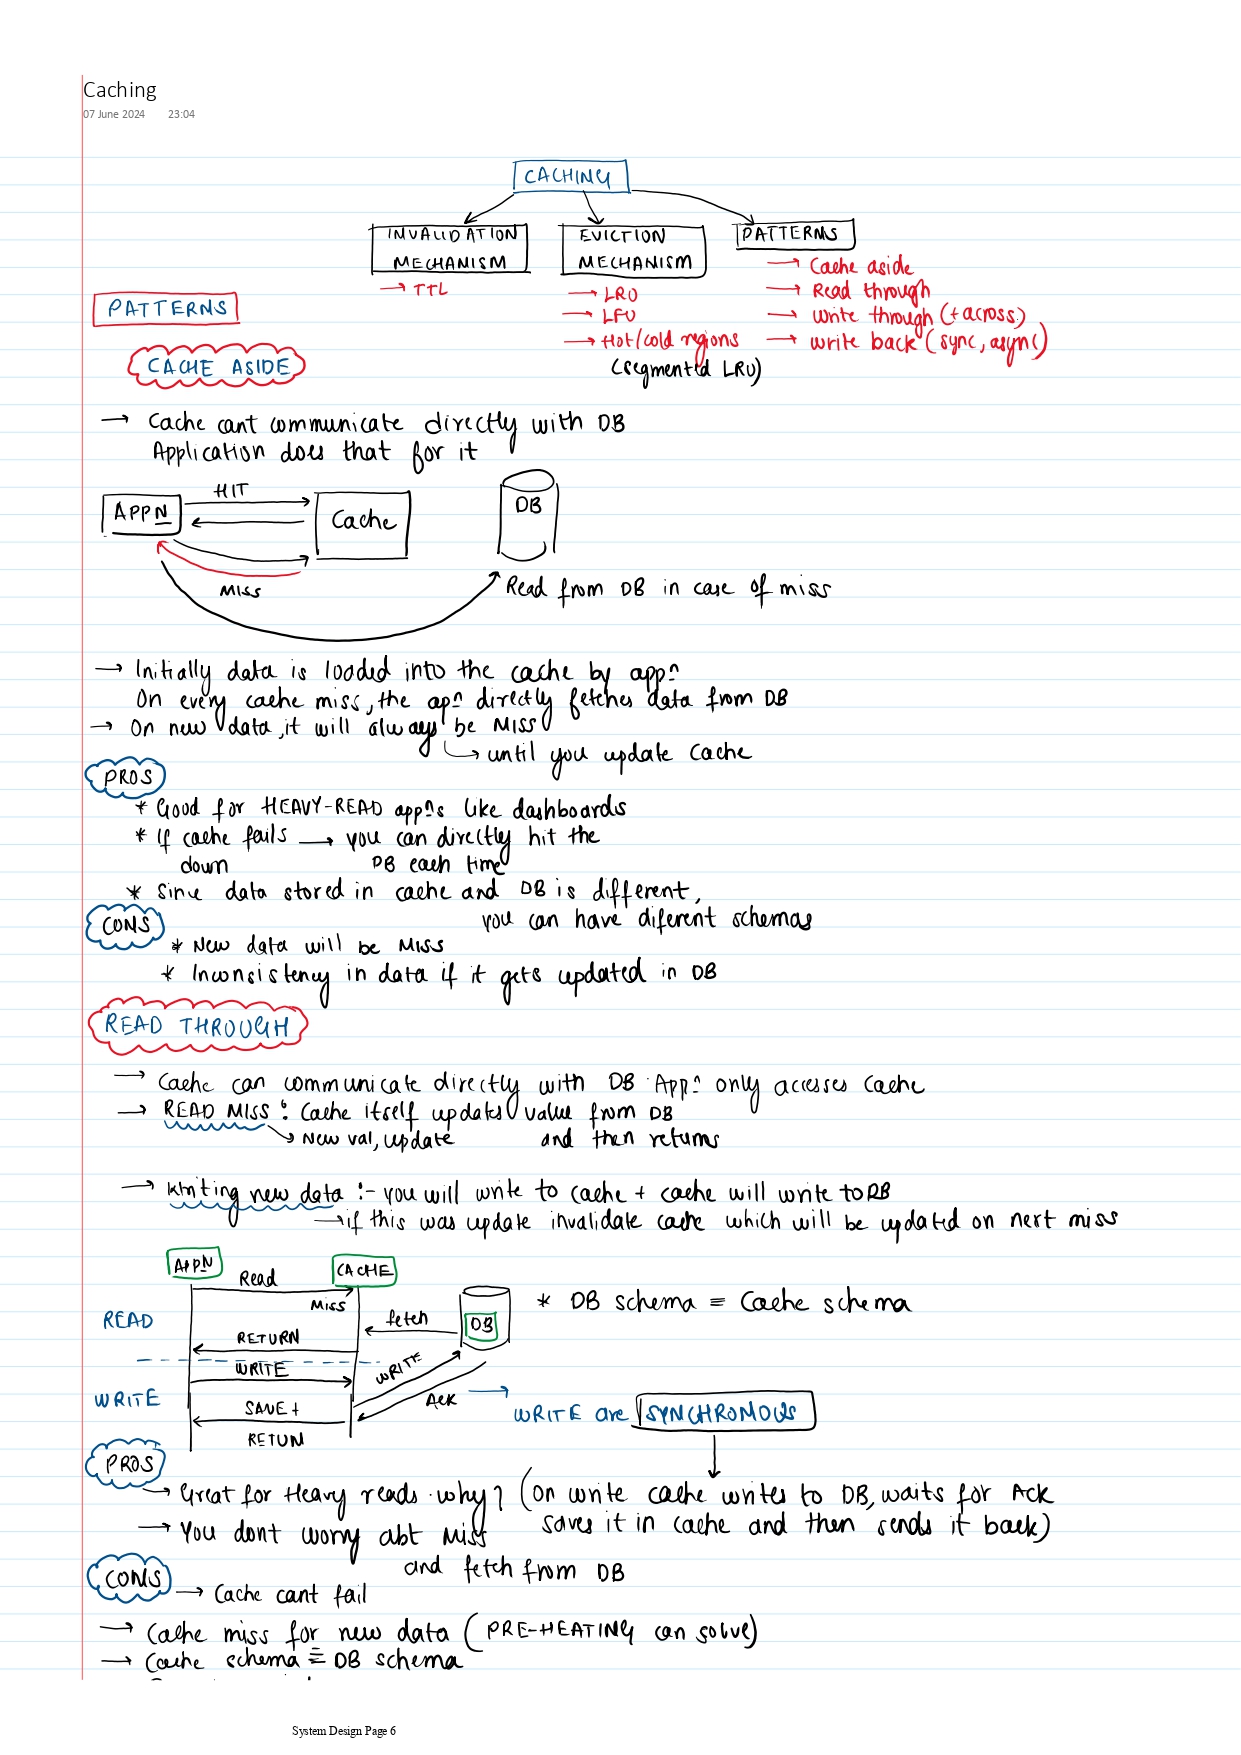 Caching
07 June 2024 23:04
CACHING
INVALIDATION EVICTION PATTERMS
MECHANISM MECHANISM
→ TTL
→ LRU
→ LFU
→ Hot/cold regions
(segmented LRU)
→ Cache aside
→ Read through
→ write through (+ across)
→ write back (sync, async)
PATTERNS
CACHE ASIDE
→ Cache cant communicate directly with DB
Application does that for it
APPN HIT Cache DB
MISS
Read from DB in case of miss
→ Initially data is loaded into the cache by appn
On every cache miss, the apn directly fetches data from DB
→ On new data, it will always be MISS
↳ until you update cache
PROS
* Good for HEAVY-READ appns like dashboards
* If cache fails → you can directly hit the
down DB each time
* Since data stored in cache and DB is different,
you can have diferent schemas
CONS
* New data will be MISS
* Inconsistency in data if it gets updated in DB
READ THROUGH
→ Cache can communicate directly with DB. Appn only accesses Cache
→ READ MISS : Cache itself updates value from DB
→ New val, update and then returns
→ Writing new data :- you will write to cache + cache will write to DB
→ if this was update invalidate cache which will be updated on next miss
APPN CACHE
Read
MISS
READ
fetch DB
RETURN
* DB schema ≡ Cache schema
WRITE WRITE
WRITE
SAVE +
RETUN
Ack →
WRITE are SYNCHRONOUS
PROS
→ Great for Heavy reads. why? (On write cache writes to DB, waits for Ack
saves it in cache and then sends it back)
→ You dont worry abt Miss
and fetch from DB
CONS
→ Cache cant fail
→ Cache miss for new data (PRE-HEATING can solve)
→ Cache schema ≡ DB schema
System Design Page 6